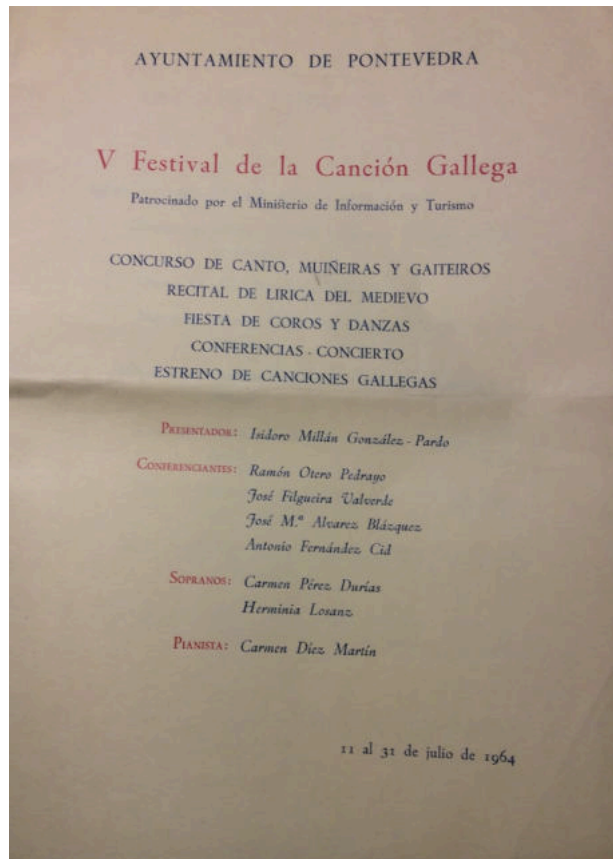 AYUNTAMIENTO DE PONTEVEDRA
V Festival de la Canción Gallega
Patrocinado por el Ministerio de Información y Turismo
CONCURSO DE CANTO, MUIÑEIRAS Y GAITEIROS
RECITAL DE LIRICA DEL MEDIEVO
FIESTA DE COROS Y DANZAS
CONFERENCIAS - CONCIERTO
ESTRENO DE CANCIONES GALLEGAS
PRESENTADOR: Isidoro Millán González - Pardo
CONFERENCIANTES: Ramón Otero Pedrayo
José Filgueira Valverde
José M.ª Alvarez Blázquez
Antonio Fernández Cid
SOPRANOS: Carmen Pérez Durías
Herminia Losanz
PIANISTA: Carmen Díez Martín
11 al 31 de julio de 1964